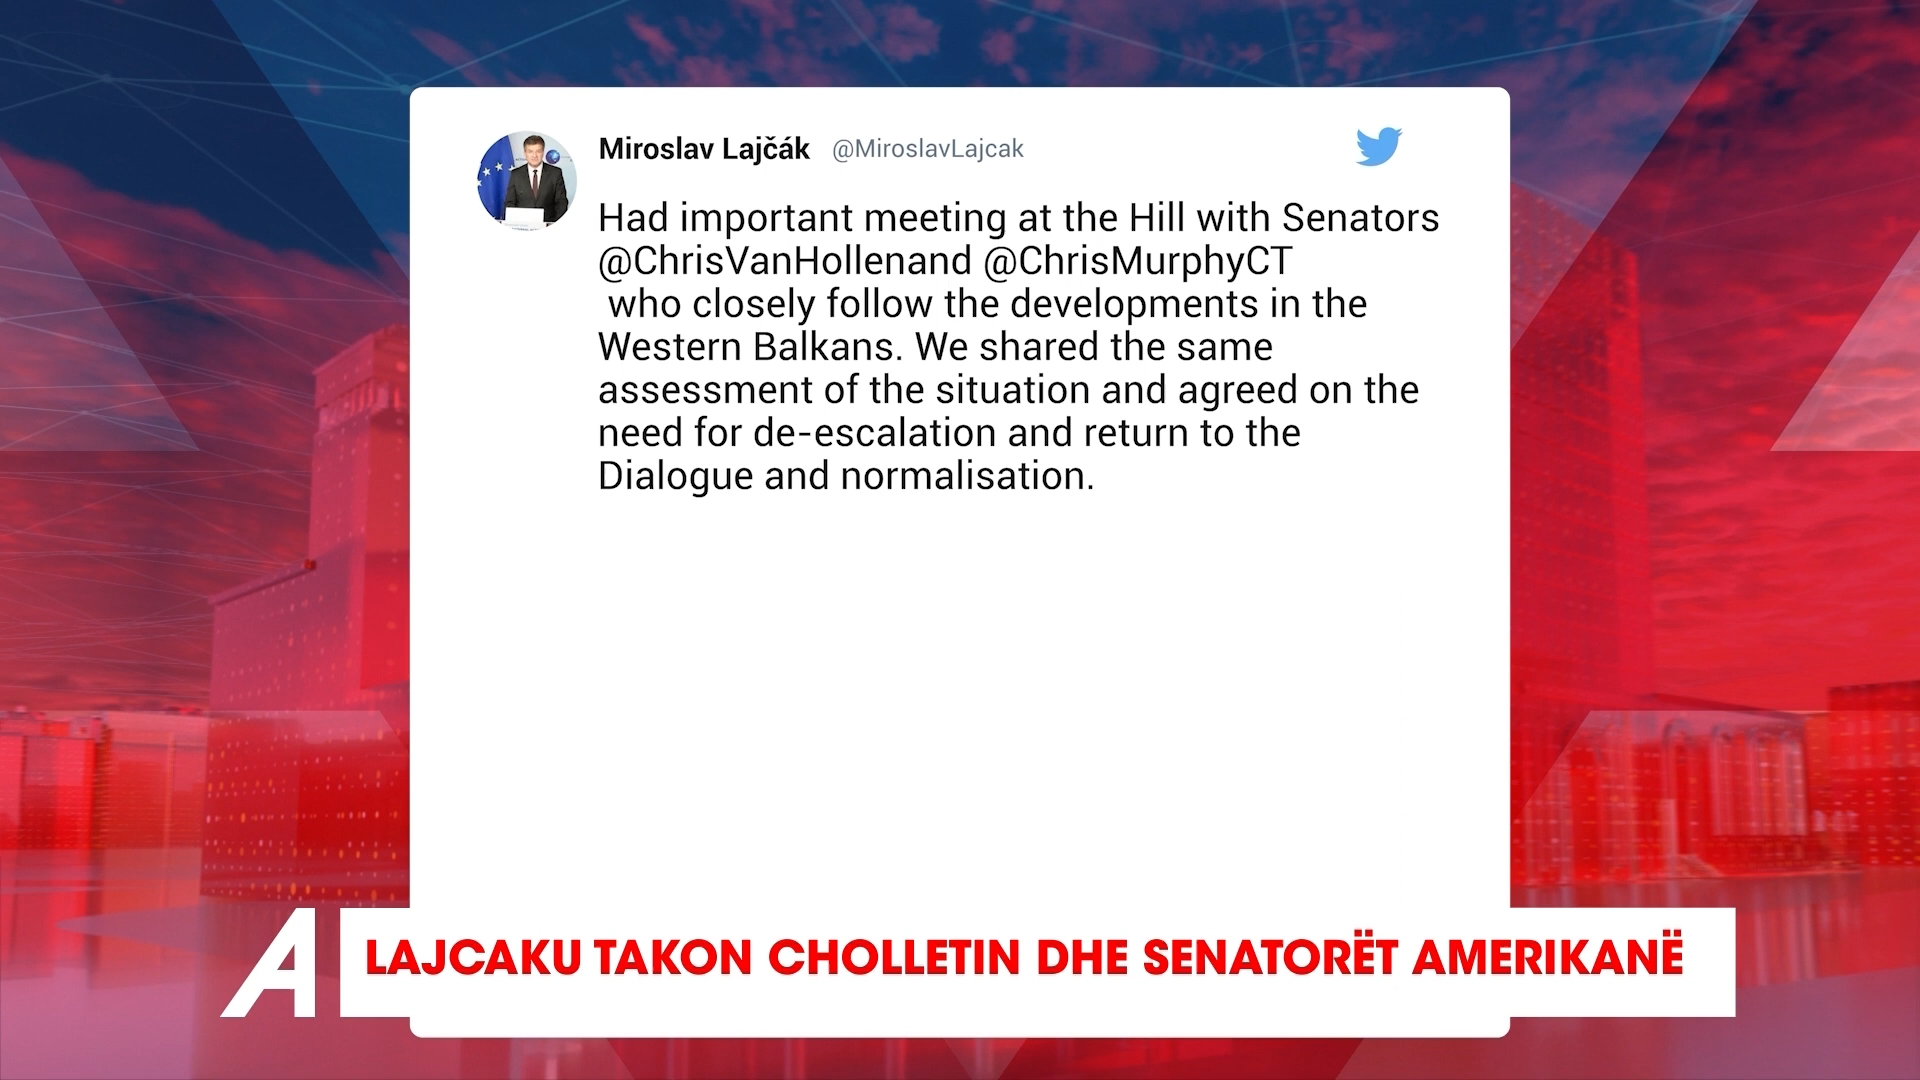 Miroslav Lajčák @MiroslavLajcak
Had important meeting at the Hill with Senators
@ChrisVanHollenand @ChrisMurphyCT
who closely follow the developments in the
Western Balkans. We shared the same
assessment of the situation and agreed on the
need for de-escalation and return to the
Dialogue and normalisation.
A
LAJCAKU TAKON CHOLLETIN DHE SENATORËT AMERIKANË